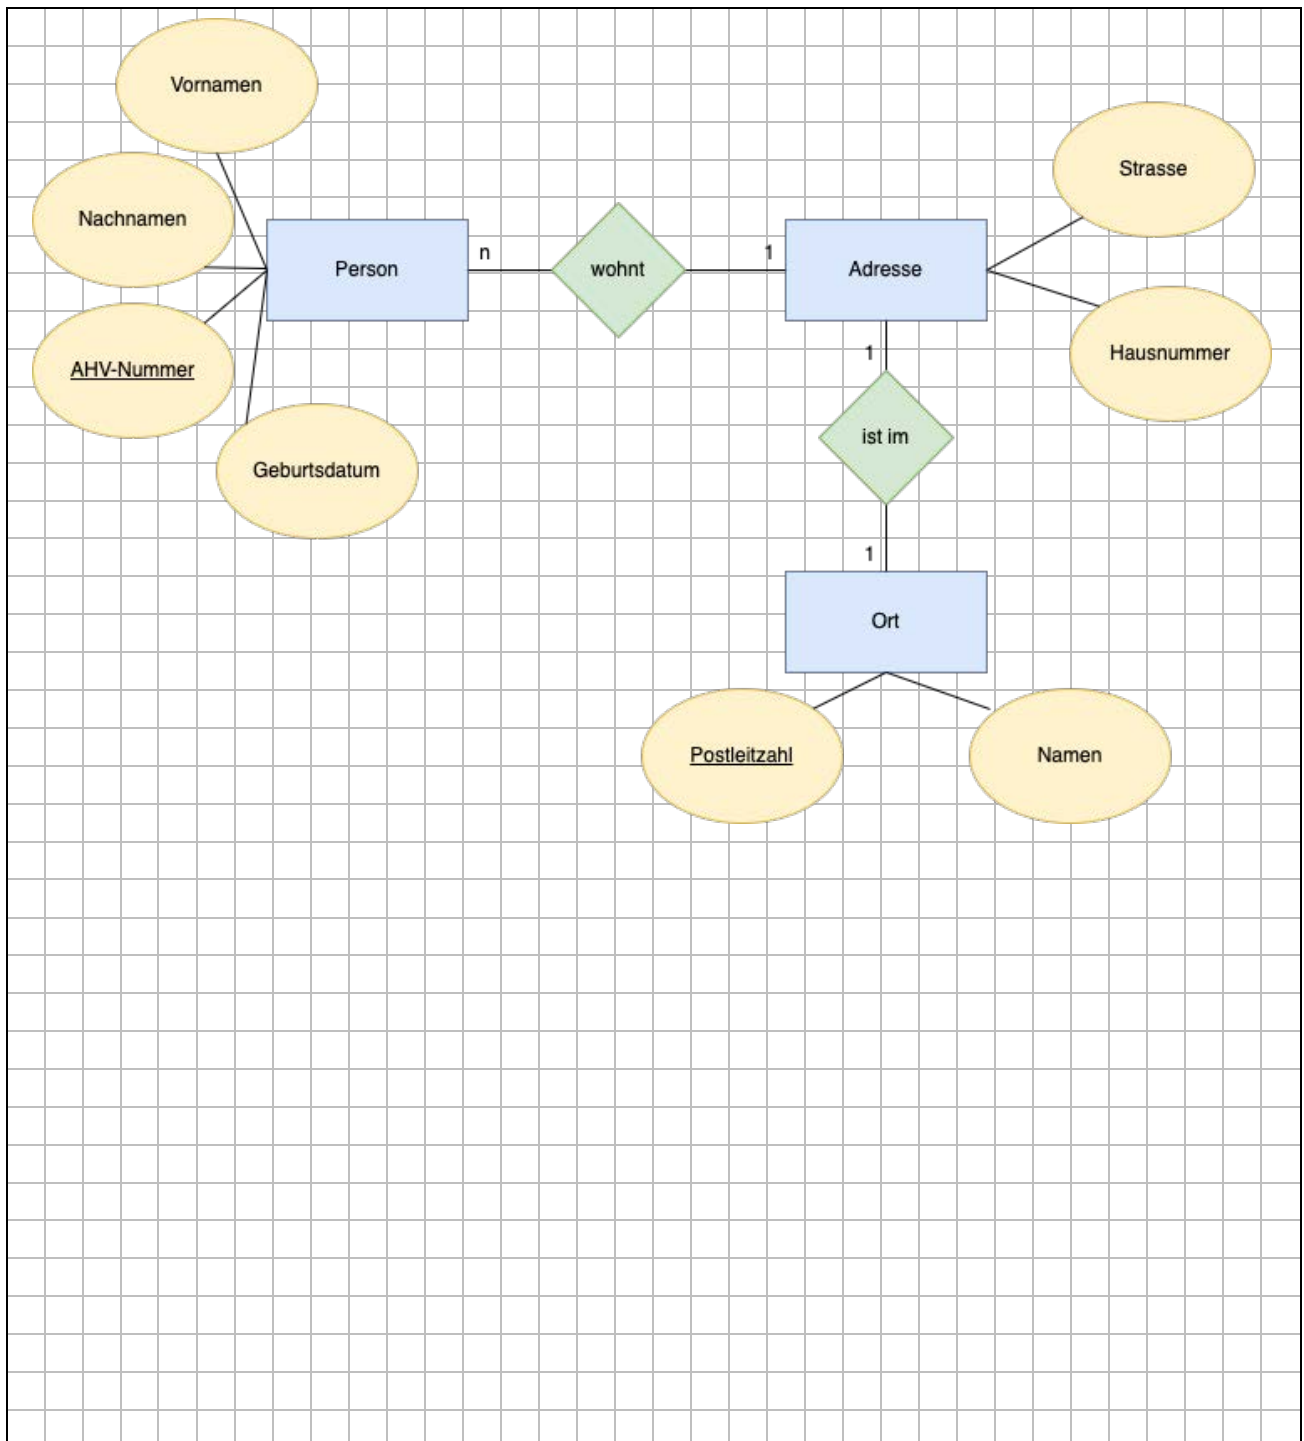 Vornamen
Strasse
Nachnamen
Person
n
wohnt
1
Adresse
Hausnummer
1
AHV-Nummer
ist im
Geburtsdatum
1
Ort
Postleitzahl
Namen